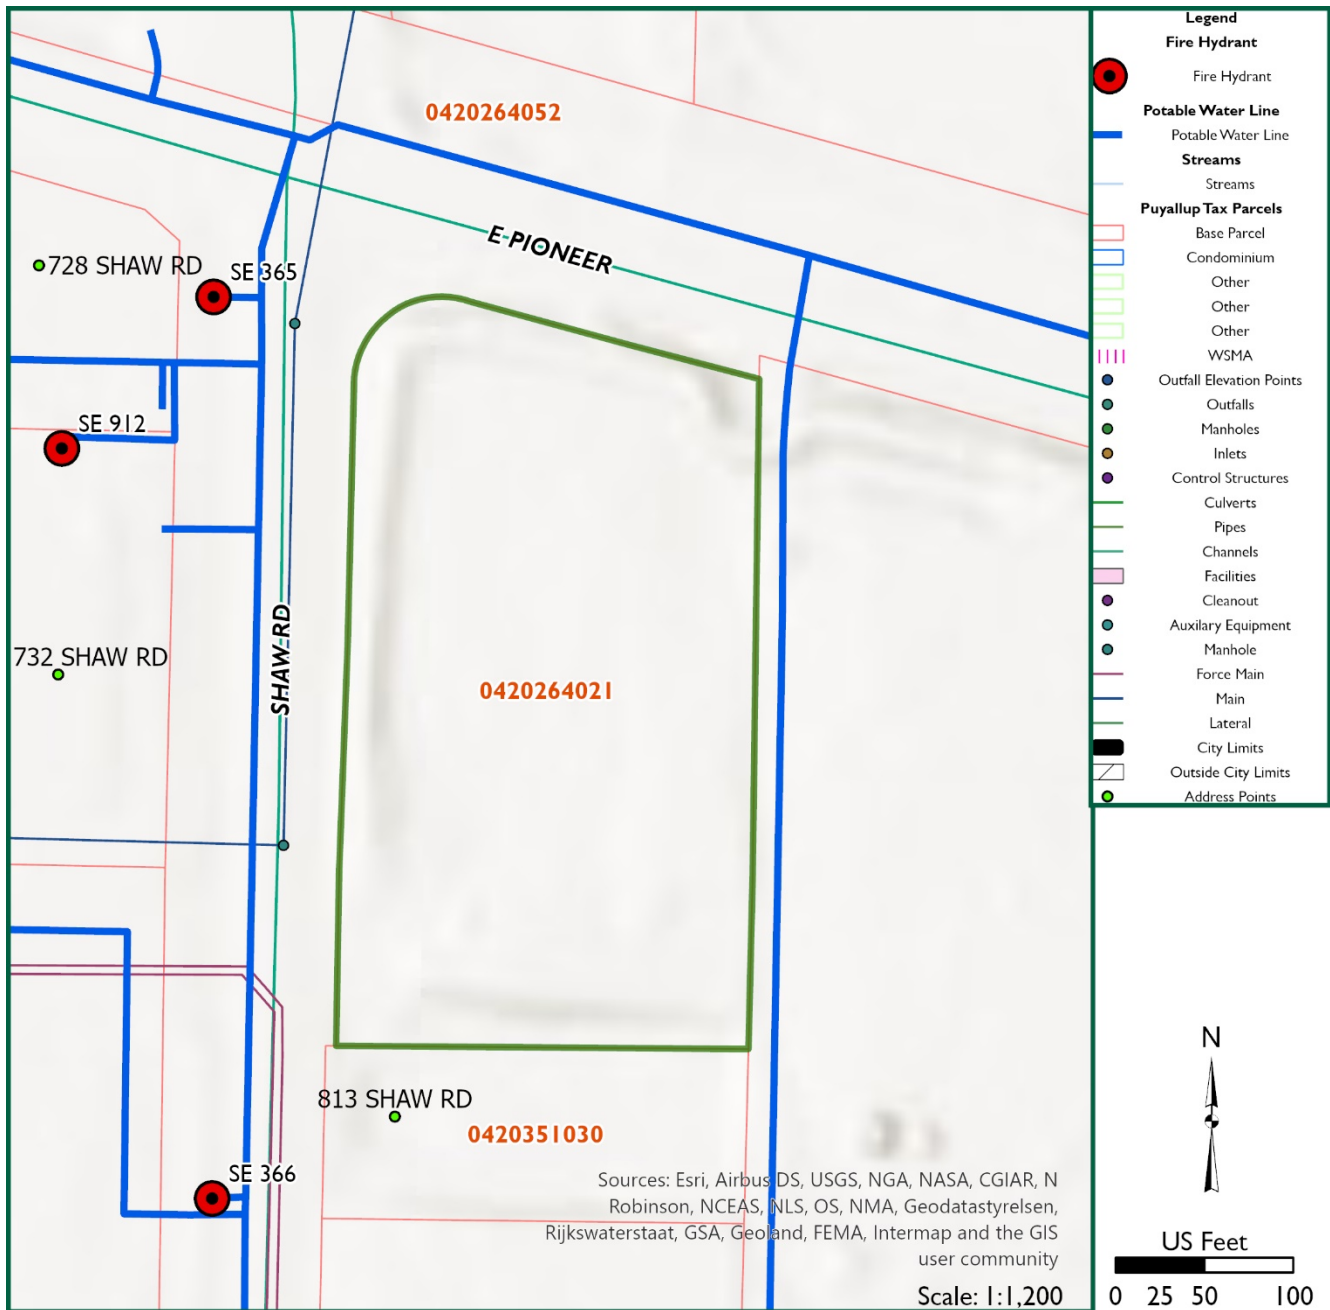 0420264052
E PIONEER
728 SHAW RD
SE 365
SE 912
SHAW RD
732 SHAW RD
0420264021
813 SHAW RD
0420351030
SE 366
Sources: Esri, Airbus DS, USGS, NGA, NASA, CGIAR, N
Robinson, NCEAS, NLS, OS, NMA, Geodatastyrelsen,
Rijkswaterstaat, GSA, Geoland, FEMA, Intermap and the GIS
user community
Scale: 1:1,200
Legend
Fire Hydrant
Fire Hydrant
Potable Water Line
Potable Water Line
Streams
Streams
Puyallup Tax Parcels
Base Parcel
Condominium
Other
Other
Other
WSMA
Outfall Elevation Points
Outfalls
Manholes
Inlets
Control Structures
Culverts
Pipes
Channels
Facilities
Cleanout
Auxilary Equipment
Manhole
Force Main
Main
Lateral
City Limits
Outside City Limits
Address Points
N
US Feet
0 25 50 100